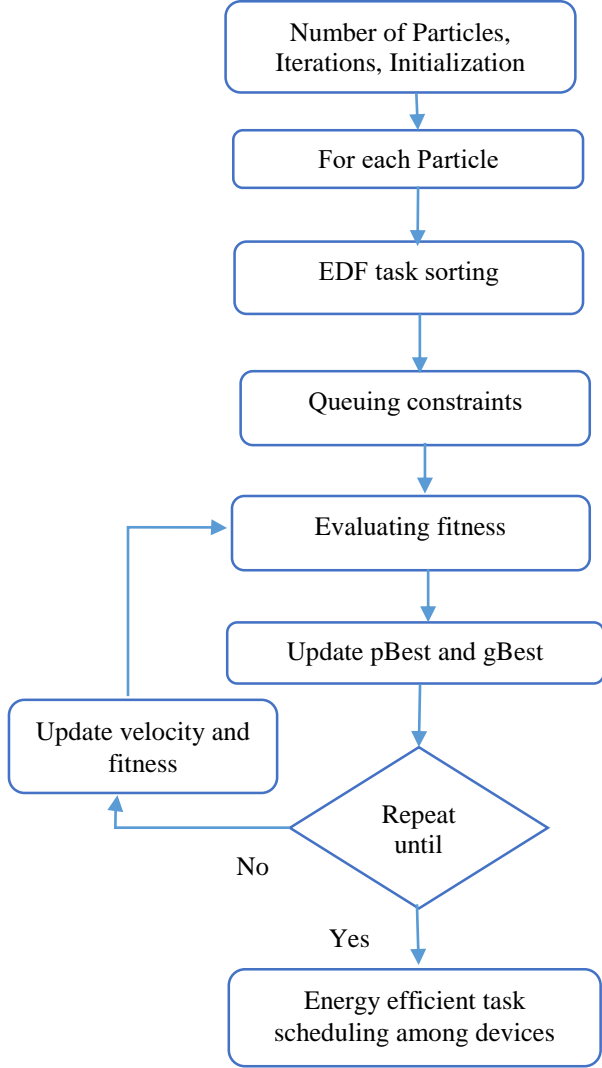 Number of Particles,
Iterations, Initialization
For each Particle
EDF task sorting
Queuing constraints
Evaluating fitness
Update pBest and gBest
Update velocity and
fitness
Repeat
until
No
Yes
Energy efficient task
scheduling among devices